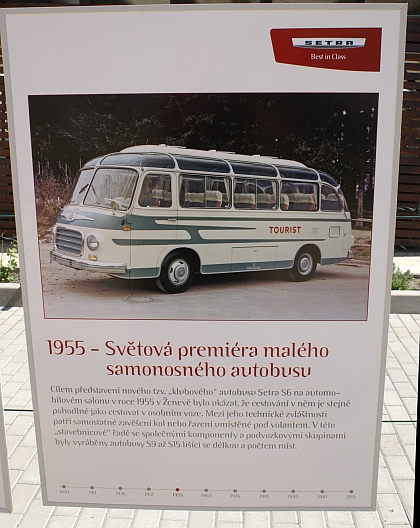 SETRA
Best in Class
TOURIST
1955 – Světová premiéra malého
samonosného autobusu
Cílem představení nového tzv. „klubového“ autobusu Setra S6 na automo-
bilovém salonu v roce 1955 v Ženevě bylo ukázat, že cestování v něm je stejně
pohodlné jako cestovat v osobním voze. Mezi jeho technické zvláštnosti
patří samostatné zavěšení kol nebo řazení umístěné pod volantem. V této
„stavebnicové“ řadě se společnými komponenty a podvozkovými skupinami
byly vyráběny autobusy S9 až S15 lišící se délkou a počtem míst.
1951 1955 2001 2011